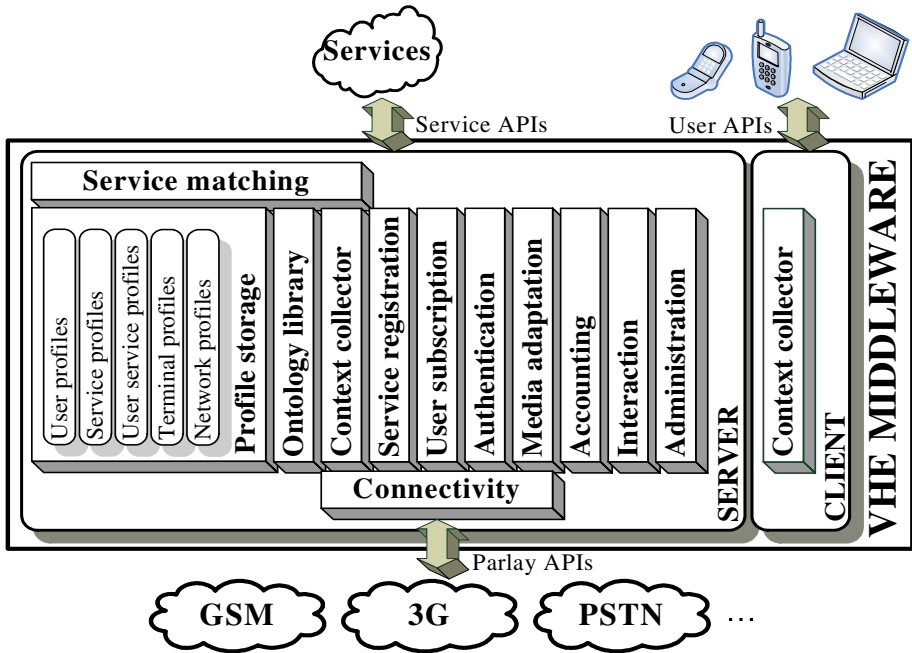 Services
Service APIs
User APIs
Service matching
User profiles
Service profiles
User service profiles
Terminal profiles
Network profiles
Profile storage
Ontology library
Context collector
Service registration
User subscription
Authentication
Media adaptation
Accounting
Interaction
Administration
SERVER
Context collector
CLIENT
VHE MIDDLEWARE
Connectivity
Parlay APIs
GSM
3G
PSTN
...